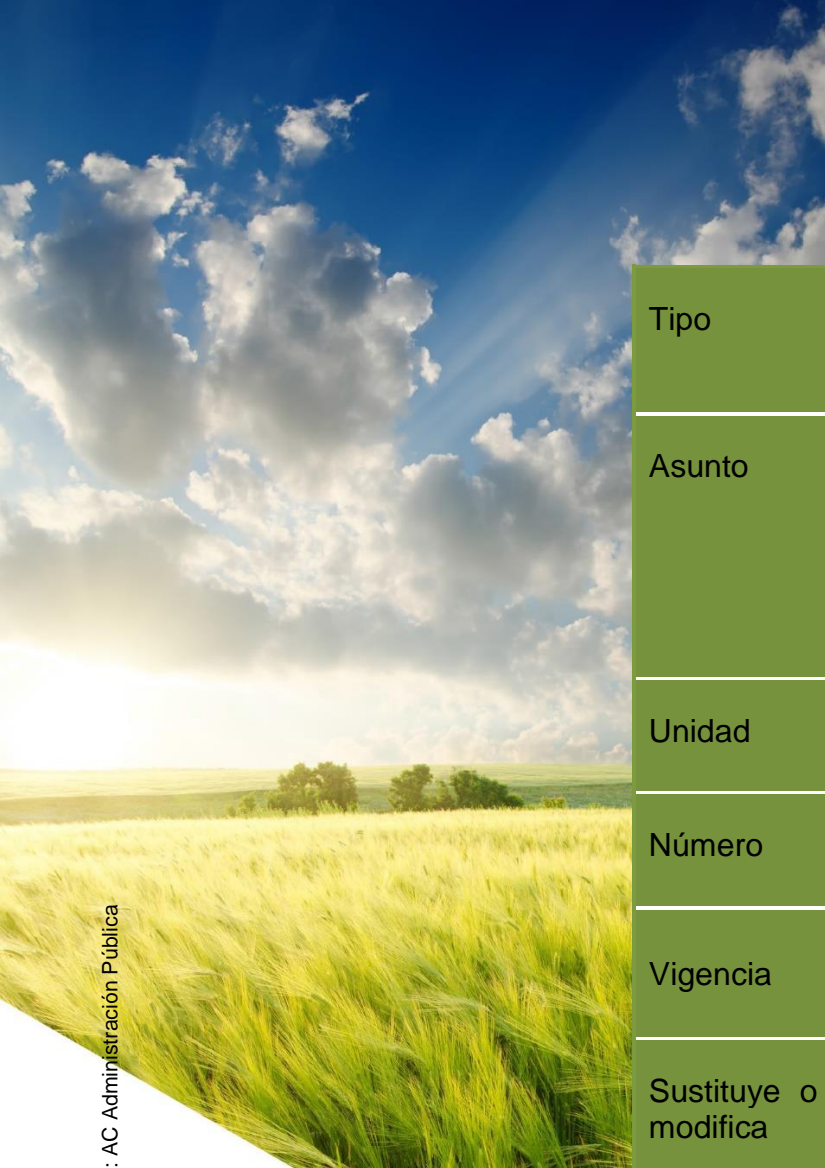 Tipo
Asunto
Unidad
Número
Vigencia
Sustituye o
modifica
: AC Administración Pública